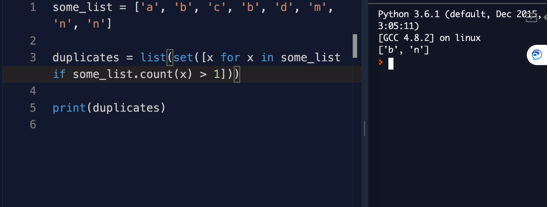 1 some_list = ['a', 'b', 'c', 'b', 'd', 'm',
'n', 'n']
2
3 duplicates = list(set([x for x in some_list
if some_list.count(x) > 1]))
4
5 print(duplicates)
6
Python 3.6.1 (default, Dec 2015,
3:05:11)
[GCC 4.8.2] on linux
['b', 'n']
>